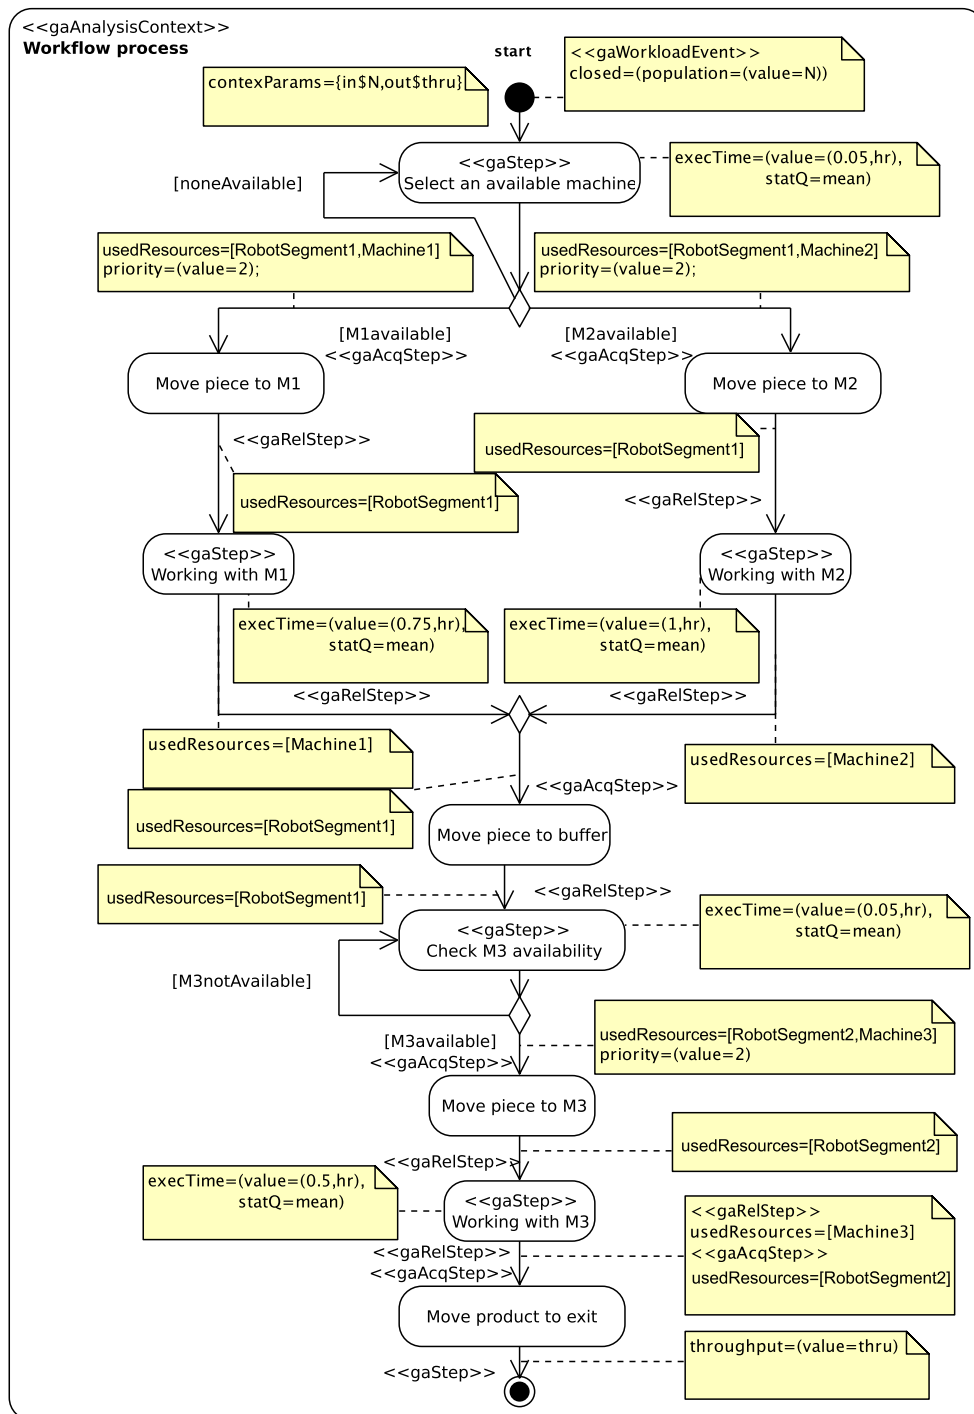 <<gaAnalysisContext>>
Workflow process
start
<<gaWorkloadEvent>>
closed=(population=(value=N))
contexParams={in$N,out$thru}
<<gaStep>>
Select an available machine
execTime=(value=(0.05,hr),
statQ=mean)
[noneAvailable]
usedResources=[RobotSegment1,Machine1]
priority=(value=2);
usedResources=[RobotSegment1,Machine2]
priority=(value=2);
[M1available]
<<gaAcqStep>>
[M2available]
<<gaAcqStep>>
Move piece to M1
Move piece to M2
<<gaRelStep>>
usedResources=[RobotSegment1]
usedResources=[RobotSegment1]
<<gaRelStep>>
<<gaStep>>
Working with M1
<<gaStep>>
Working with M2
execTime=(value=(0.75,hr),
statQ=mean)
execTime=(value=(1,hr),
statQ=mean)
<<gaRelStep>>
<<gaRelStep>>
usedResources=[Machine1]
usedResources=[Machine2]
<<gaAcqStep>>
usedResources=[RobotSegment1]
Move piece to buffer
usedResources=[RobotSegment1]
<<gaRelStep>>
<<gaStep>>
Check M3 availability
execTime=(value=(0.05,hr),
statQ=mean)
[M3notAvailable]
[M3available]
<<gaAcqStep>>
usedResources=[RobotSegment2,Machine3]
priority=(value=2)
Move piece to M3
usedResources=[RobotSegment2]
<<gaRelStep>>
execTime=(value=(0.5,hr),
statQ=mean)
<<gaStep>>
Working with M3
<<gaRelStep>>
usedResources=[Machine3]
<<gaAcqStep>>
usedResources=[RobotSegment2]
<<gaRelStep>>
<<gaAcqStep>>
Move product to exit
throughput=(value=thru)
<<gaStep>>